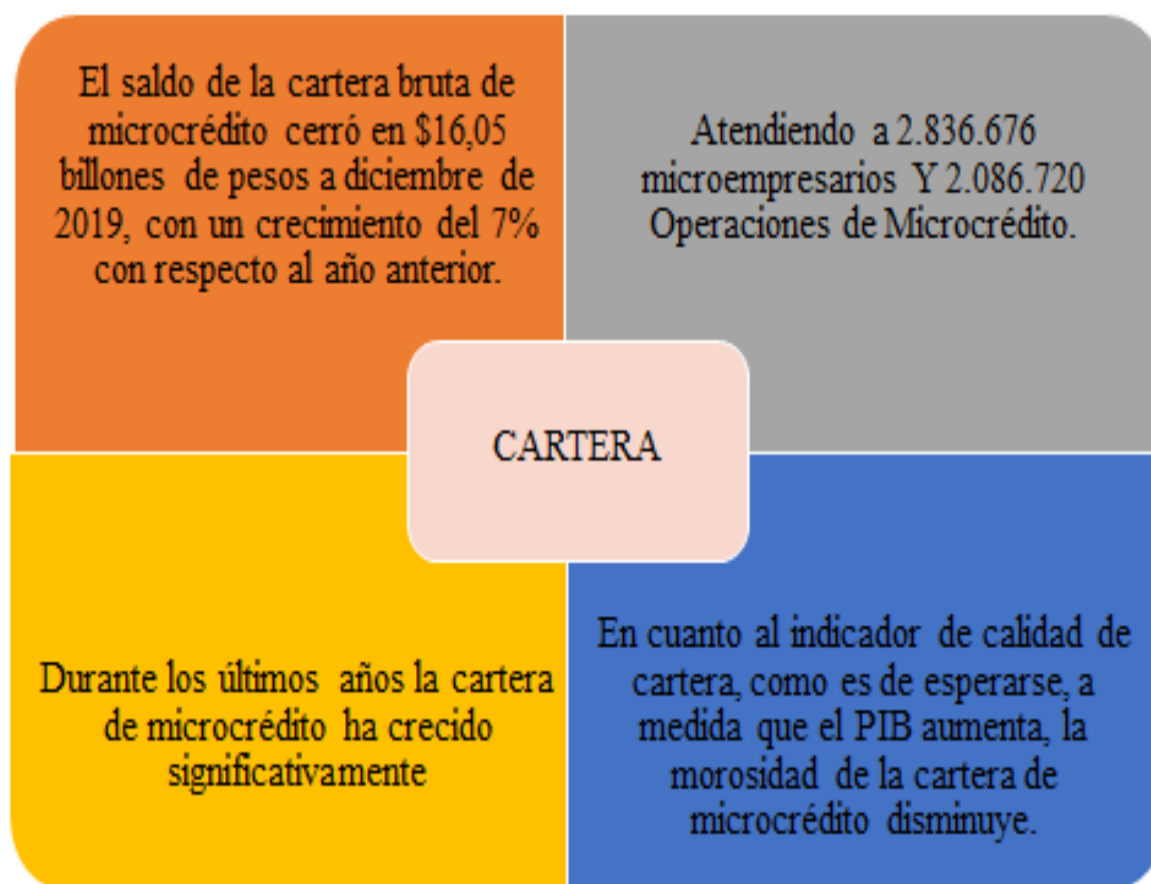 El saldo de la cartera bruta de
microcrédito cerró en $16,05
billones de pesos a diciembre de
2019, con un crecimiento del 7%
con respecto al año anterior.
Atendiendo a 2.836.676
microempresarios Y 2.086.720
Operaciones de Microcrédito.
CARTERA
Durante los últimos años la cartera
de microcrédito ha crecido
significativamente
En cuanto al indicador de calidad de
cartera, como es de esperarse, a
medida que el PIB aumenta, la
morosidad de la cartera de
microcrédito disminuye.